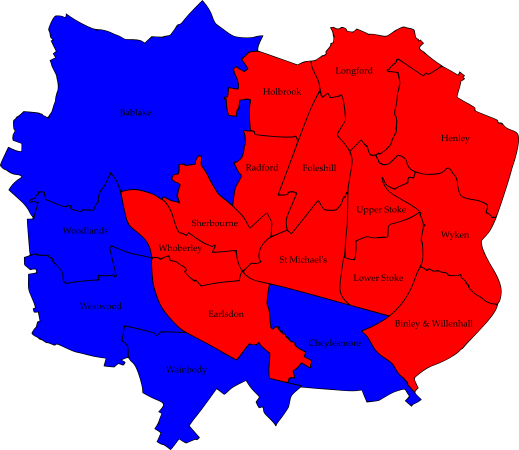 Longford
Holbrook
Bablake
Henley
Radford
Foleshill
Upper Stoke
Sherbourne
Woodlands
Wyken
Whoberley
St Michael's
Lower Stoke
Westwood
Earlsdon
Binley & Willenhall
Cheylesmore
Wainbody